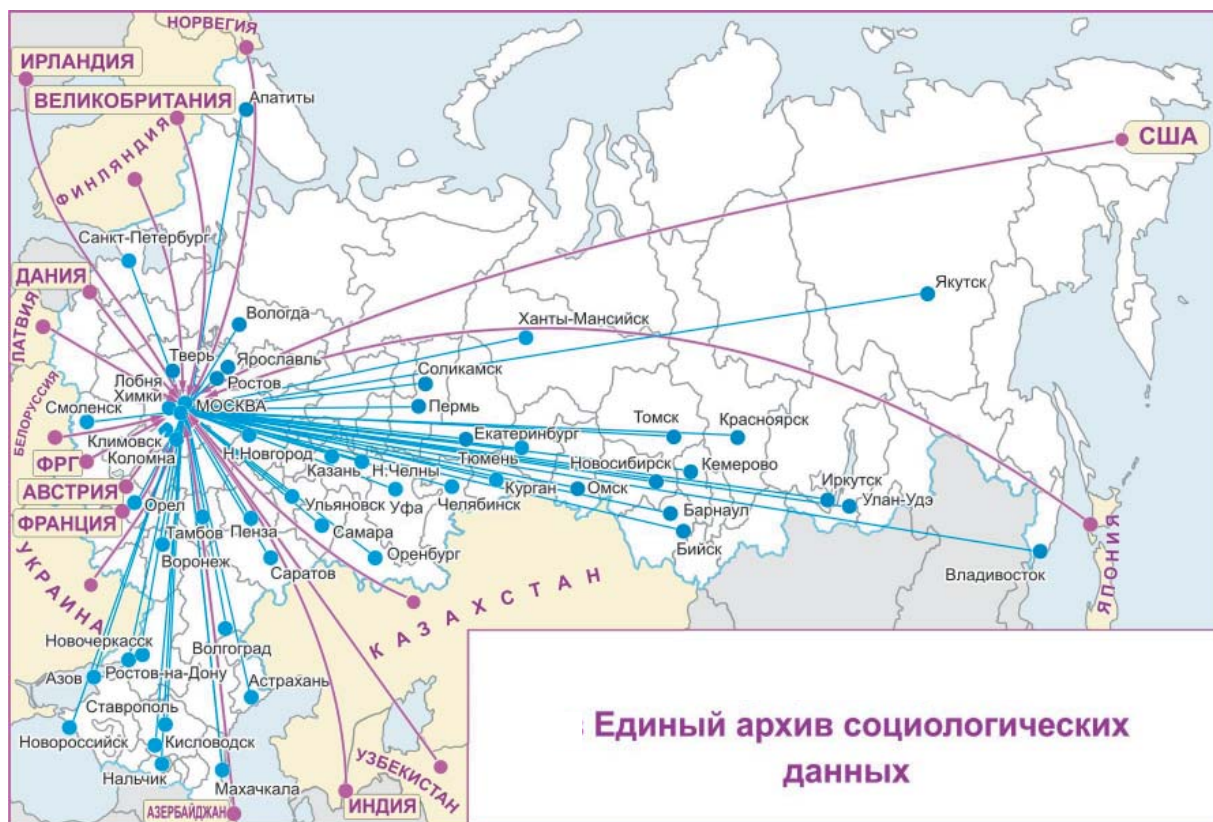 НОРВЕГИЯ
ИРЛАНДИЯ
ВЕЛИКОБРИТАНИЯ
Апатиты
США
ФИНЛЯНДИЯ
Санкт-Петербург
ДАНИЯ
Якутск
ЛАТВИЯ
Вологда
Ханты-Мансийск
Тверь
Ярославль
Соликамск
Лобня
Ростов
Химки
МОСКВА
Смоленск
Пермь
БЕЛОРУССИЯ
Климовск
Екатеринбург
Томск
Красноярск
Коломна
Н.Новгород
Тюмень
ФРГ
Казань
Н.Челны
Новосибирск
Кемерово
АВСТРИЯ
Иркутск
Орел
Ульяновск
Уфа
Челябинск
Курган
Омск
Улан-Удэ
ФРАНЦИЯ
Тамбов
Пенза
Самара
Барнаул
Воронеж
Оренбург
Бийск
Саратов
Владивосток
ЯПОНИЯ
УКРАИНА
КАЗАХСТАН
Новочеркасск
Волгоград
Азов
Ростов-на-Дону
Астрахань
Ставрополь
Новороссийск
Кисловодск
Нальчик
Махачкала
УЗБЕКИСТАН
АЗЕРБАЙДЖАН
ИНДИЯ
Единый архив социологических
данных